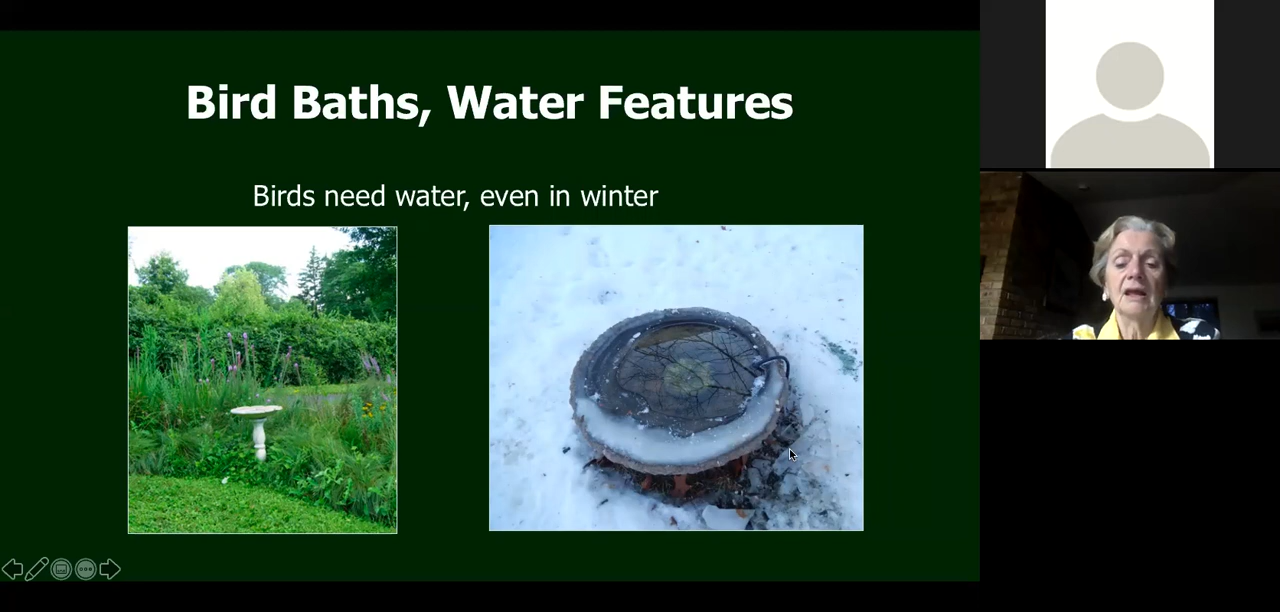 Bird Baths, Water Features
Birds need water, even in winter